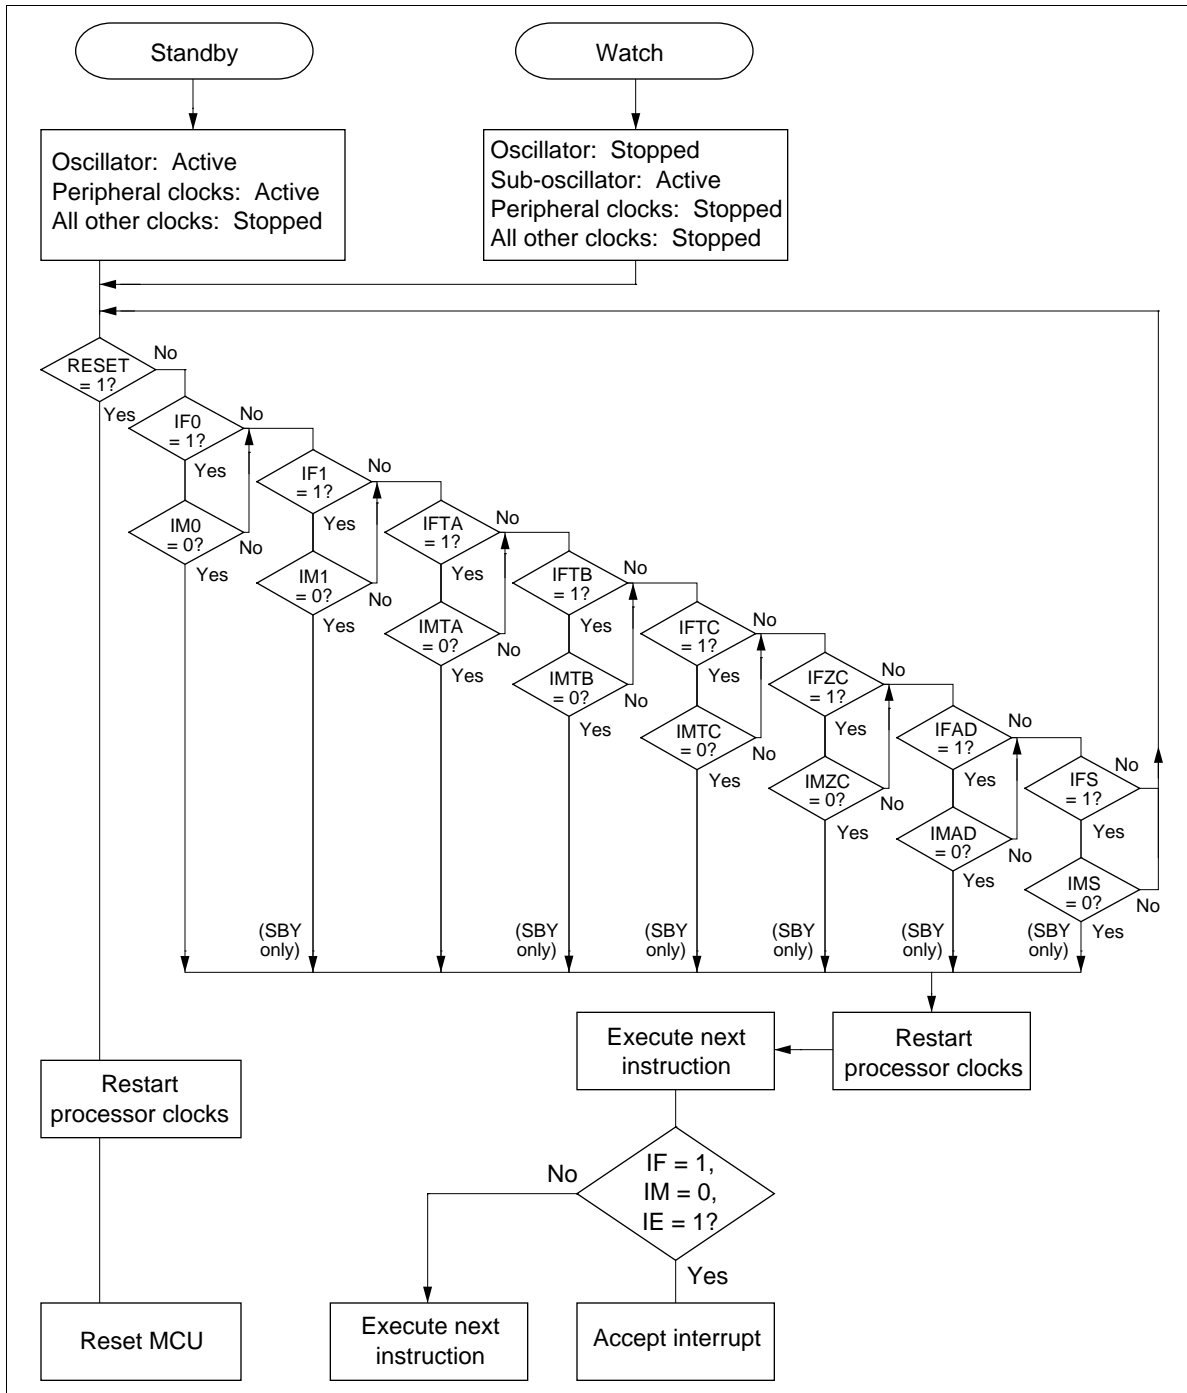 Standby
Watch
Oscillator: Active
Peripheral clocks: Active
All other clocks: Stopped
Oscillator: Stopped
Sub-oscillator: Active
Peripheral clocks: Stopped
All other clocks: Stopped
RESET
= 1?
No
Yes
IF0
= 1?
No
Yes
IM0
= 0?
No
Yes
IF1
= 1?
No
Yes
IM1
= 0?
No
Yes
IFTA
= 1?
No
Yes
IMTA
= 0?
No
Yes
IFTB
= 1?
No
Yes
IMTB
= 0?
No
Yes
IFTC
= 1?
No
Yes
IMTC
= 0?
No
Yes
IFZC
= 1?
No
Yes
IMZC
= 0?
No
Yes
IFAD
= 1?
No
Yes
IMAD
= 0?
No
Yes
IFS
= 1?
No
Yes
IMS
= 0?
No
Yes
(SBY
only)
(SBY
only)
(SBY
only)
(SBY
only)
(SBY
only)
(SBY
only)
Execute next
instruction
Restart
processor clocks
Restart
processor clocks
IF = 1,
IM = 0,
IE = 1?
No
Yes
Reset MCU
Execute next
instruction
Accept interrupt